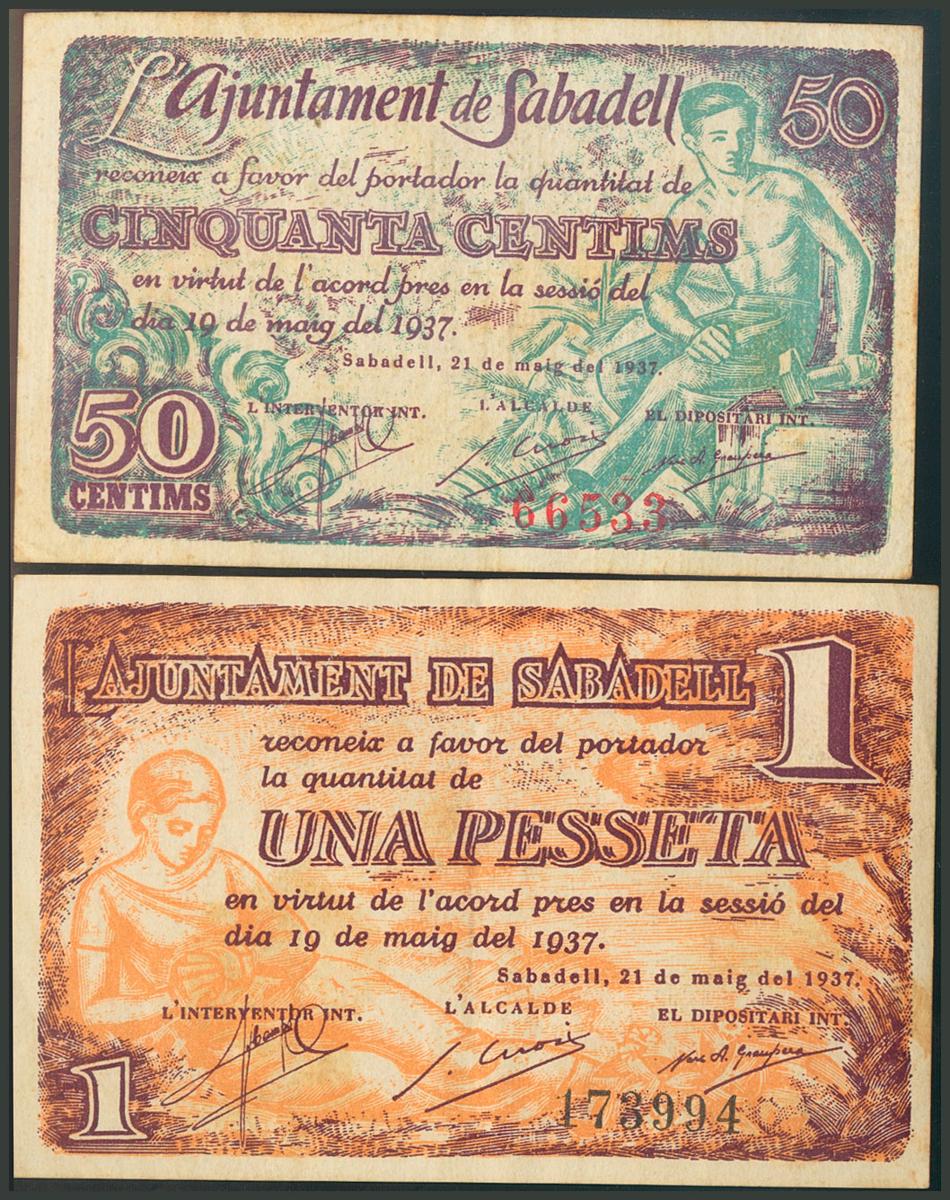 L'Ajuntament de Sabadell 50
reconeix a favor del portador la quantitat de
CINQUANTA CENTIMS
en virtut de l'acord pres en la sessió del
dia 19 de maig del 1937.
Sabadell, 21 de maig del 1937.
L'INTERVENTOR INT. L'ALCALDE EL DIPOSITARI INT.
50
CENTIMS
66533
L'AJUNTAMENT DE SABADELL 1
reconeix a favor del portador
la quantitat de
UNA PESSETA
en virtut de l'acord pres en la sessió del
dia 19 de maig del 1937.
Sabadell, 21 de maig del 1937.
L'INTERVENTOR INT. L'ALCALDE EL DIPOSITARI INT.
1
173994